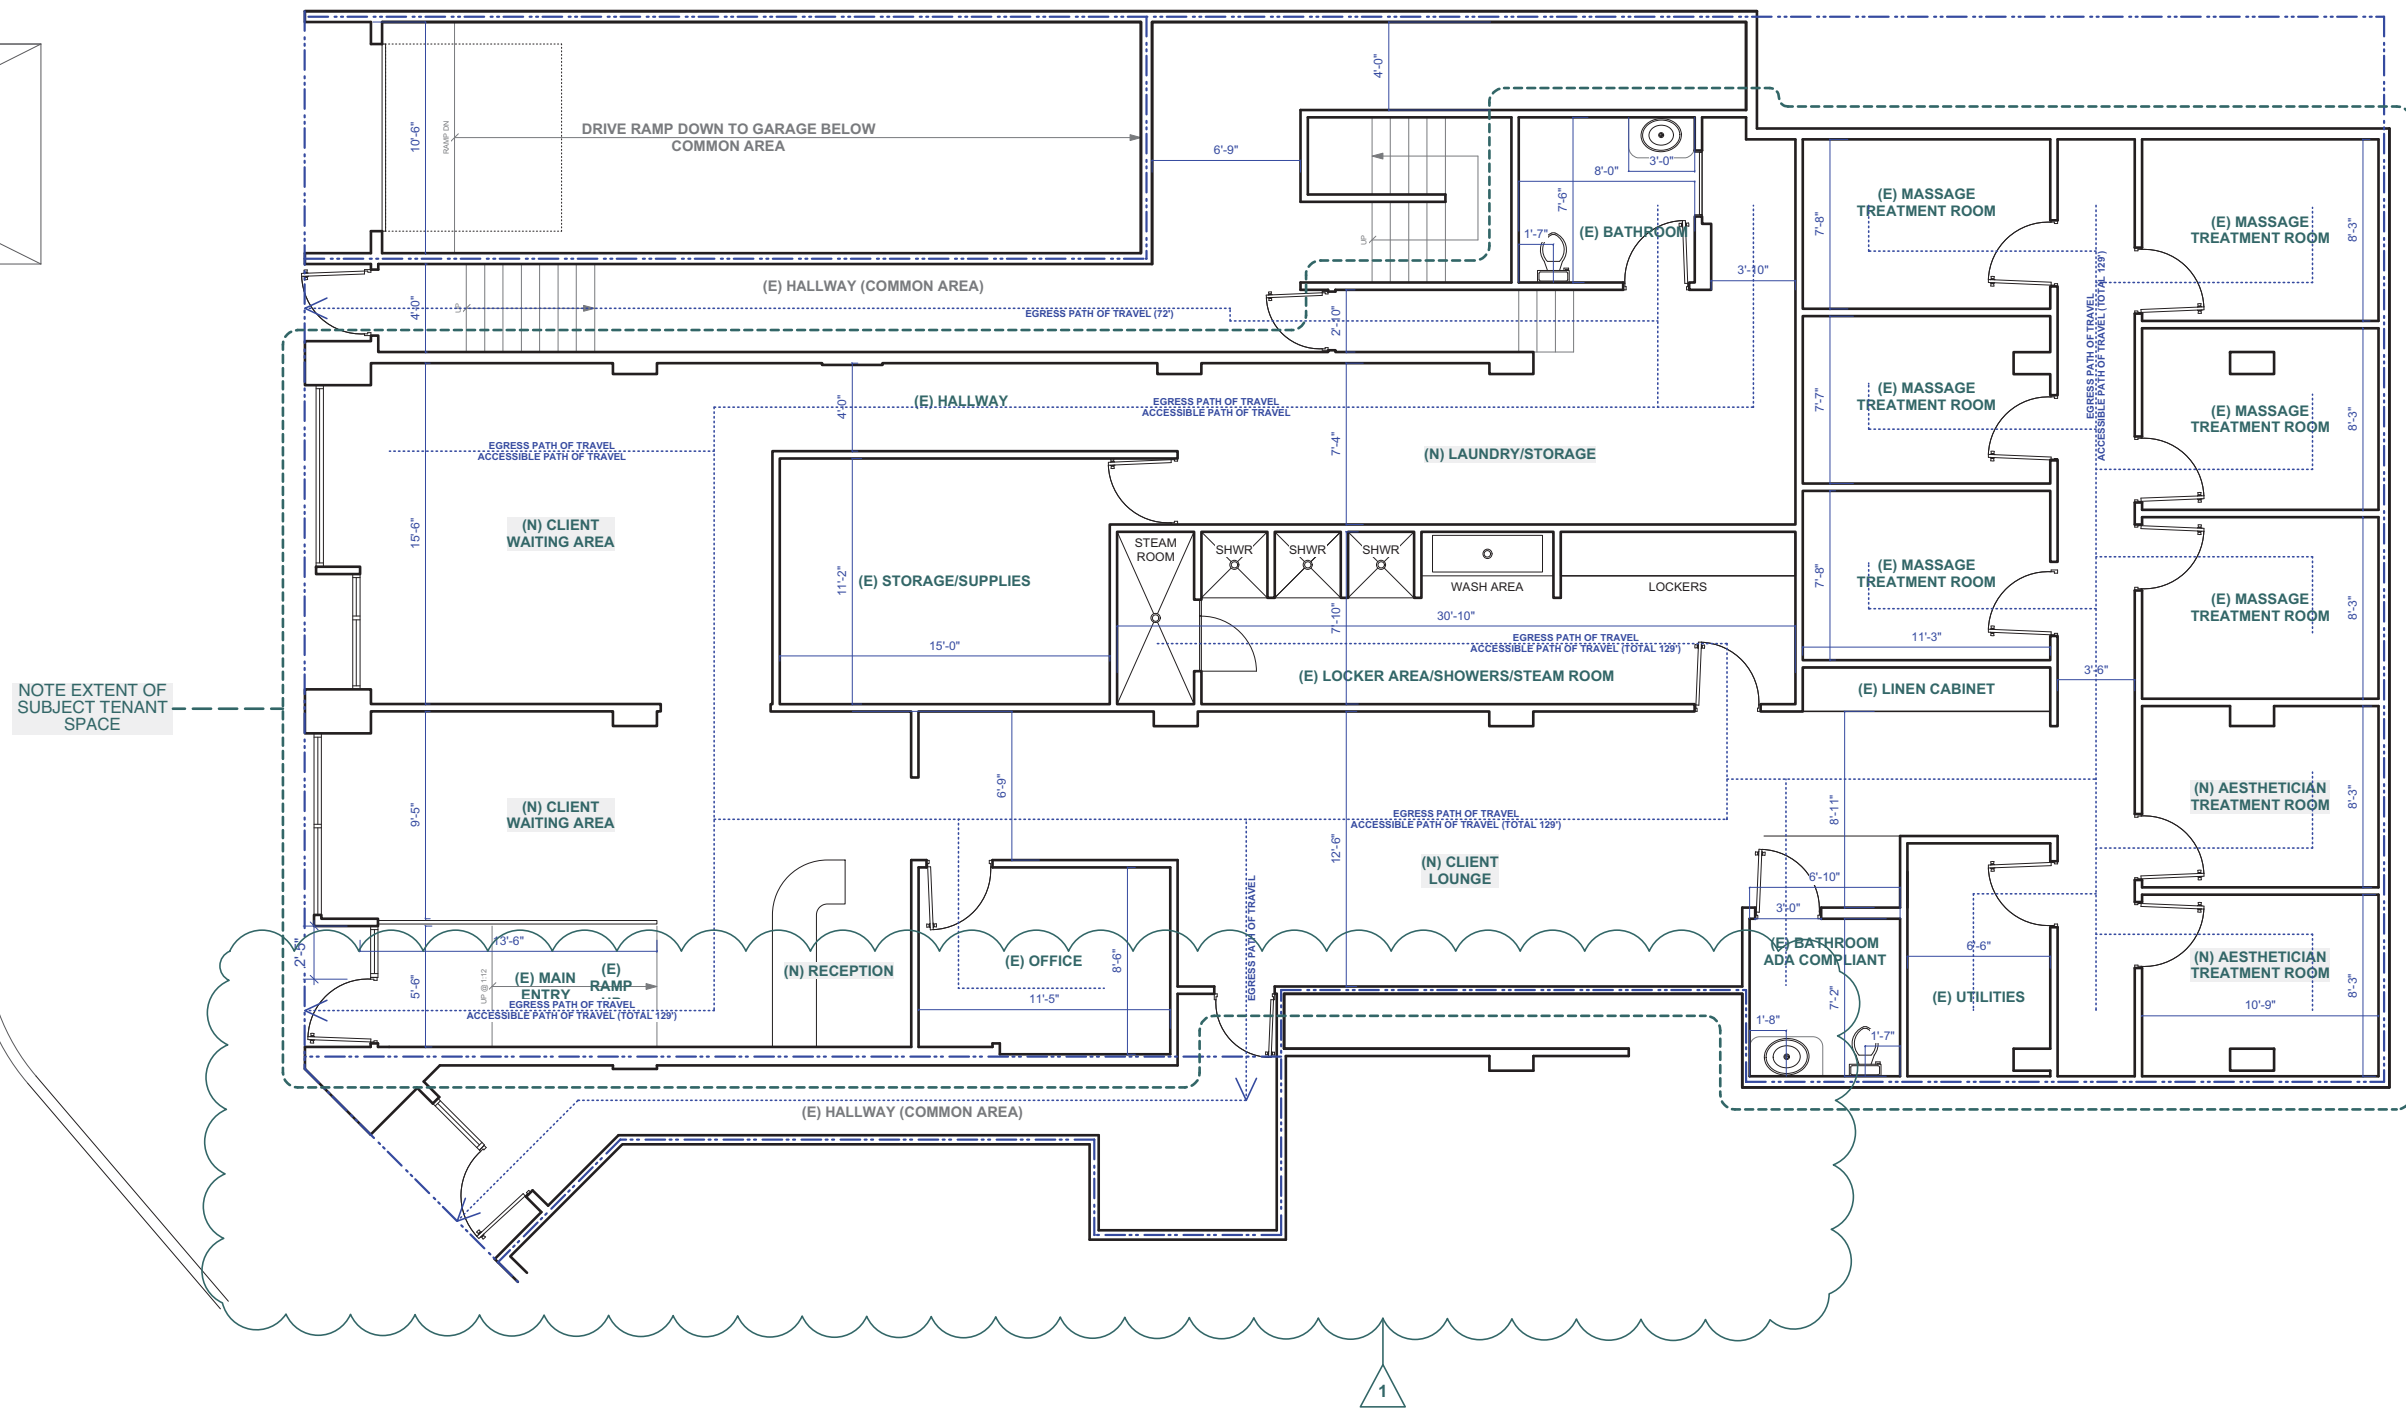 4'-0"
10'-6"
RAMP DN
DRIVE RAMP DOWN TO GARAGE BELOW
COMMON AREA
6'-9"
3'-0"
8'-0"
7'-6"
1'-7"
(E) BATHROOM
UP
3'-10"
(E) MASSAGE
TREATMENT ROOM
7'-8"
(E) MASSAGE
TREATMENT ROOM
8'-3"
(E) HALLWAY (COMMON AREA)
4'-0"
UP
EGRESS PATH OF TRAVEL (72')
2'-10"
EGRESS PATH OF TRAVEL
ACCESSIBLE PATH OF TRAVEL (TOTAL 129')
(E) HALLWAY
4'-0"
EGRESS PATH OF TRAVEL
ACCESSIBLE PATH OF TRAVEL
EGRESS PATH OF TRAVEL
ACCESSIBLE PATH OF TRAVEL
7'-4"
(N) LAUNDRY/STORAGE
(E) MASSAGE
TREATMENT ROOM
7'-7"
(E) MASSAGE
TREATMENT ROOM
8'-3"
(N) CLIENT
WAITING AREA
15'-6"
(E) STORAGE/SUPPLIES
11'-2"
15'-0"
STEAM
ROOM
SHWR
SHWR
SHWR
WASH AREA
LOCKERS
7'-10"
30'-10"
EGRESS PATH OF TRAVEL
ACCESSIBLE PATH OF TRAVEL (TOTAL 129')
(E) LOCKER AREA/SHOWERS/STEAM ROOM
(E) MASSAGE
TREATMENT ROOM
7'-8"
11'-3"
(E) MASSAGE
TREATMENT ROOM
8'-3"
3'-6"
(E) LINEN CABINET
NOTE EXTENT OF
SUBJECT TENANT
SPACE
(N) CLIENT
WAITING AREA
9'-5"
6'-9"
EGRESS PATH OF TRAVEL
ACCESSIBLE PATH OF TRAVEL (TOTAL 129')
12'-6"
(N) CLIENT
LOUNGE
8'-11"
(N) AESTHETICIAN
TREATMENT ROOM
8'-3"
6'-10"
3'-0"
(E) BATHROOM
ADA COMPLIANT
7'-2"
1'-8"
1'-7"
6'-6"
(E) UTILITIES
(N) AESTHETICIAN
TREATMENT ROOM
8'-3"
10'-9"
2'-5"
13'-6"
5'-6"
UP @ 1:12
(E) MAIN
ENTRY
(E)
RAMP
EGRESS PATH OF TRAVEL
ACCESSIBLE PATH OF TRAVEL (TOTAL 129')
(N) RECEPTION
(E) OFFICE
8'-6"
11'-5"
EGRESS PATH OF TRAVEL
(E) HALLWAY (COMMON AREA)
1